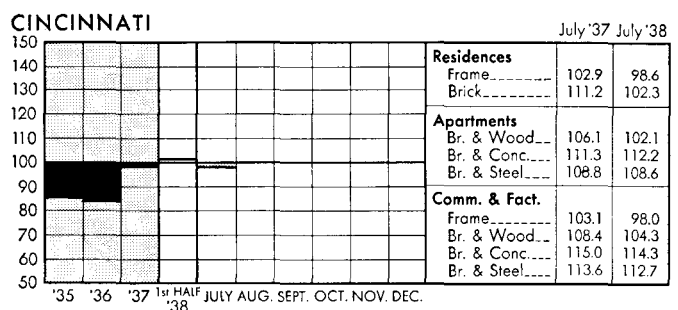 CINCINNATI
July '37 July '38
150
140
130
120
110
100
90
80
70
60
50
'35 '36 '37 1st HALF '38 JULY AUG. SEPT. OCT. NOV. DEC.
Residences
Frame 102.9 98.6
Brick 111.2 102.3
Apartments
Br. & Wood 106.1 102.1
Br. & Conc. 111.3 112.2
Br. & Steel 108.8 108.6
Comm. & Fact.
Frame 103.1 98.0
Br. & Wood 108.4 104.3
Br. & Conc. 115.0 114.3
Br. & Steel 113.6 112.7